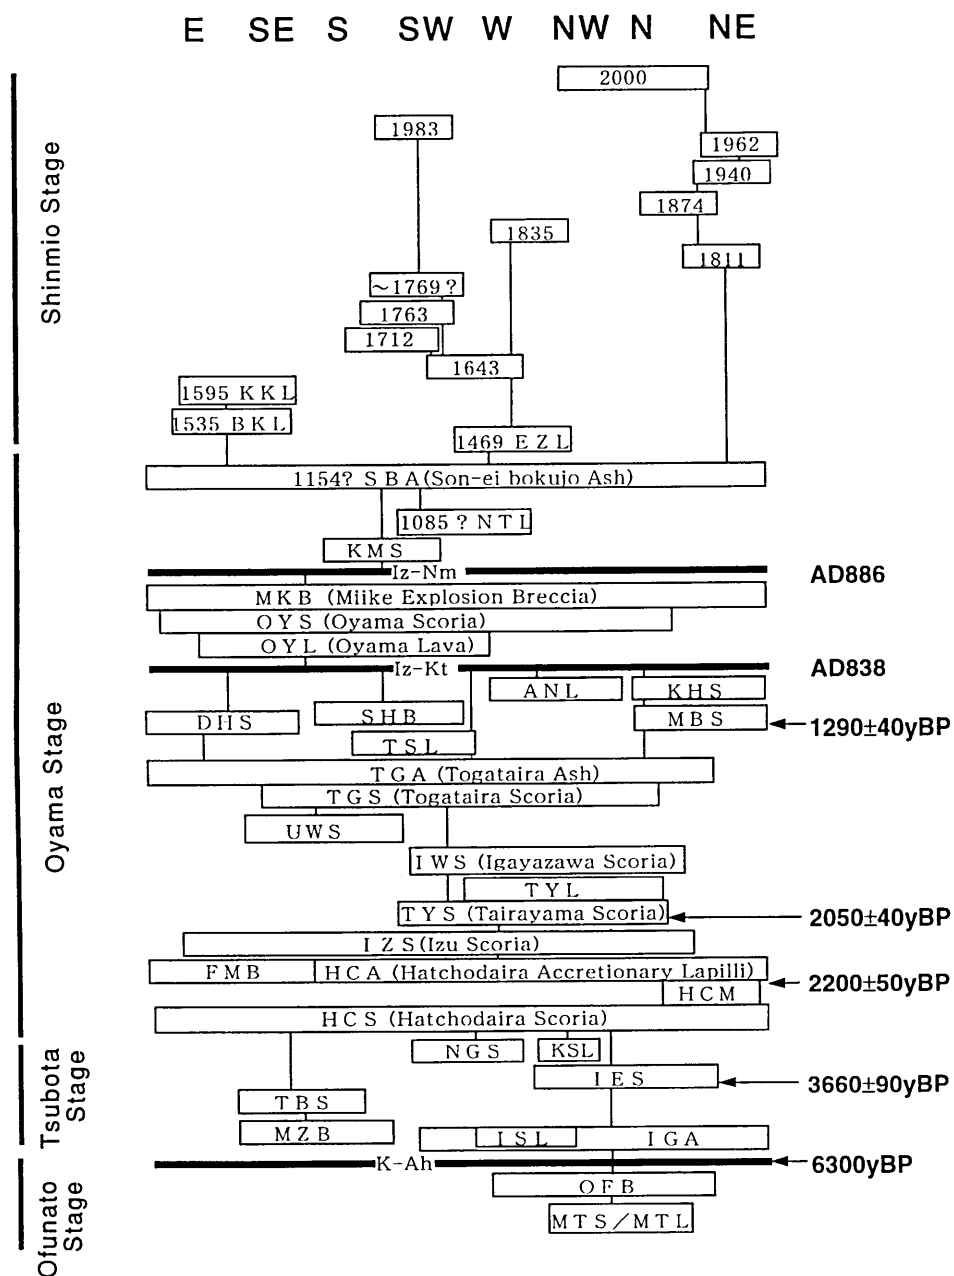 E SE S SW W NW N NE
2000
1983
1962
1940
1874
1835
1811
~1769?
1763
1712
1643
1595 KKL
1535 BKL
1469 EZL
Shinmio Stage
1154? SBA(Son-ei bokujo Ash)
1085? NTL
KMS
Iz-Nm AD886
MKB (Miike Explosion Breccia)
OYS (Oyama Scoria)
OYL (Oyama Lava)
Iz-Kt AD838
ANL KHS
DHS SHB MBS 1290±40yBP
TSL
TGA (Togataira Ash)
TGS (Togataira Scoria)
UWS
IWS (Igayazawa Scoria)
TYL
TYS (Tairayama Scoria) 2050±40yBP
IZS(Izu Scoria)
FMB HCA (Hatchodaira Accretionary Lapilli)
2200±50yBP
HCM
HCS (Hatchodaira Scoria)
Oyama Stage
NGS KSL
IES 3660±90yBP
TBS
MZB ISL IGA
Tsubota
Stage
K-Ah 6300yBP
OFB
MTS/MTL
Ofunato
Stage